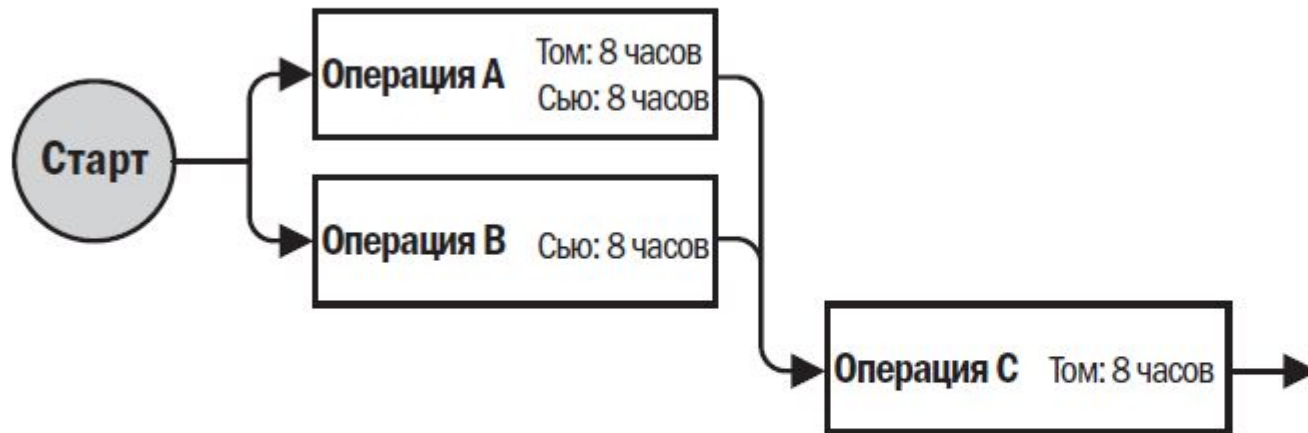 Старт
Операция A
Том: 8 часов
Сью: 8 часов
Операция B
Сью: 8 часов
Операция C
Том: 8 часов